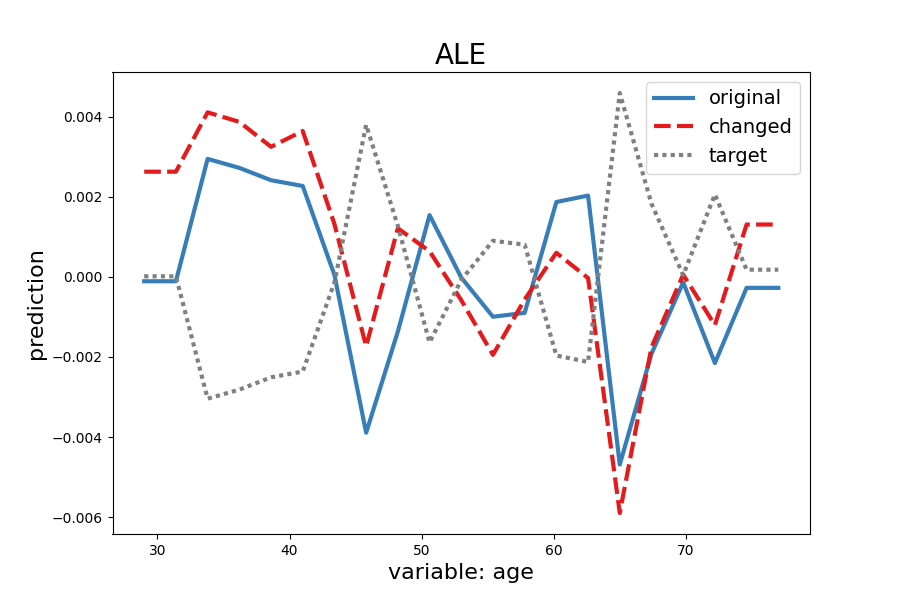 ALE
original
changed
target
0.004
0.002
0.000
−0.002
−0.004
−0.006
prediction
30 40 50 60 70
variable: age